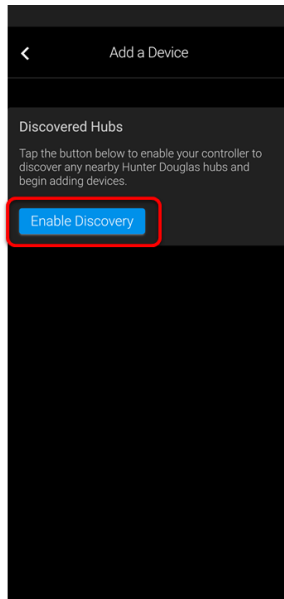 Add a Device
Discovered Hubs
Tap the button below to enable your controller to
discover any nearby Hunter Douglas hubs and
begin adding devices.
Enable Discovery